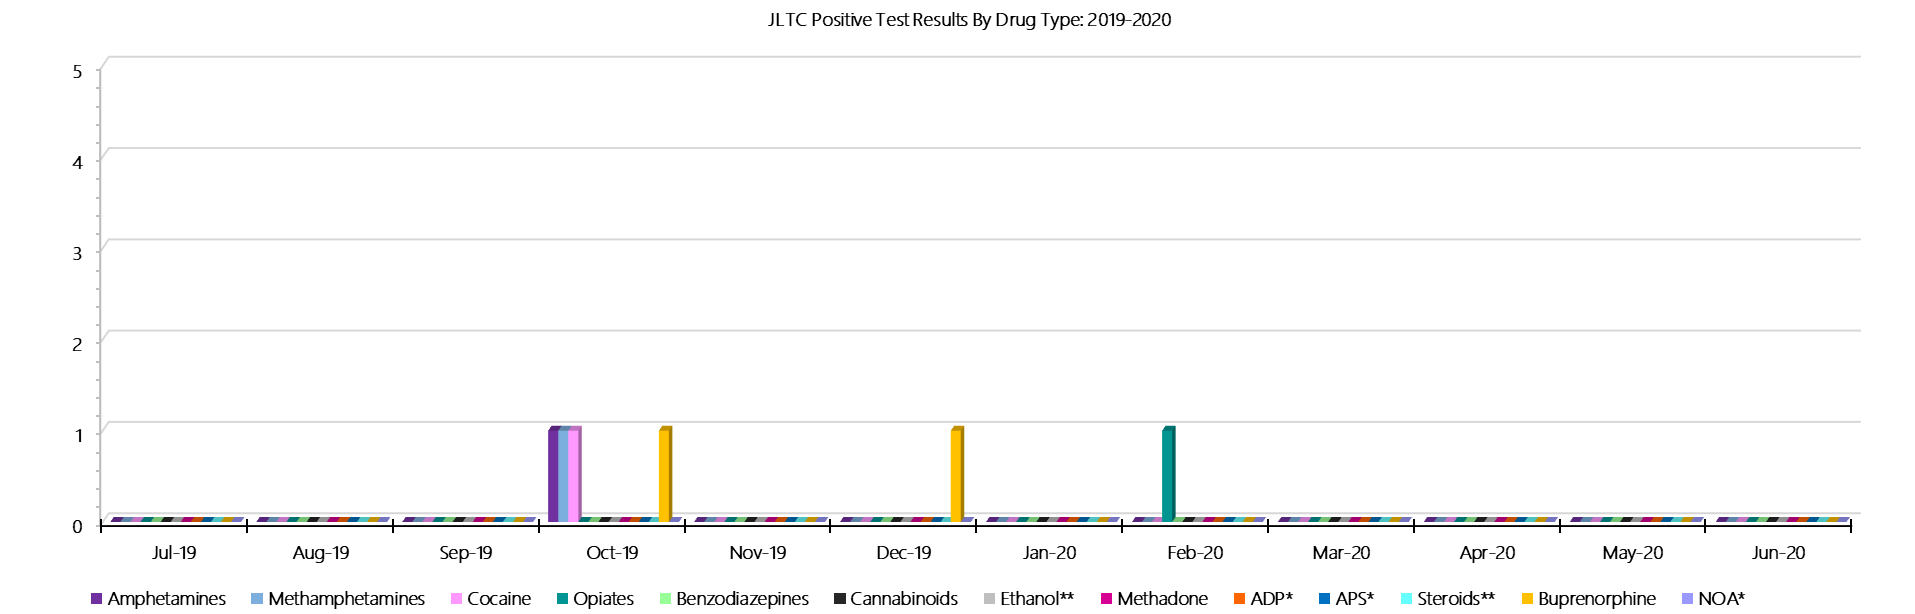 JLTC Positive Test Results By Drug Type: 2019-2020
5
4
3
2
1
0
Jul-19 Aug-19 Sep-19 Oct-19 Nov-19 Dec-19 Jan-20 Feb-20 Mar-20 Apr-20 May-20 Jun-20
Amphetamines Methamphetamines Cocaine Opiates Benzodiazepines Cannabinoids Ethanol** Methadone ADP* APS* Steroids** Buprenorphine NOA*